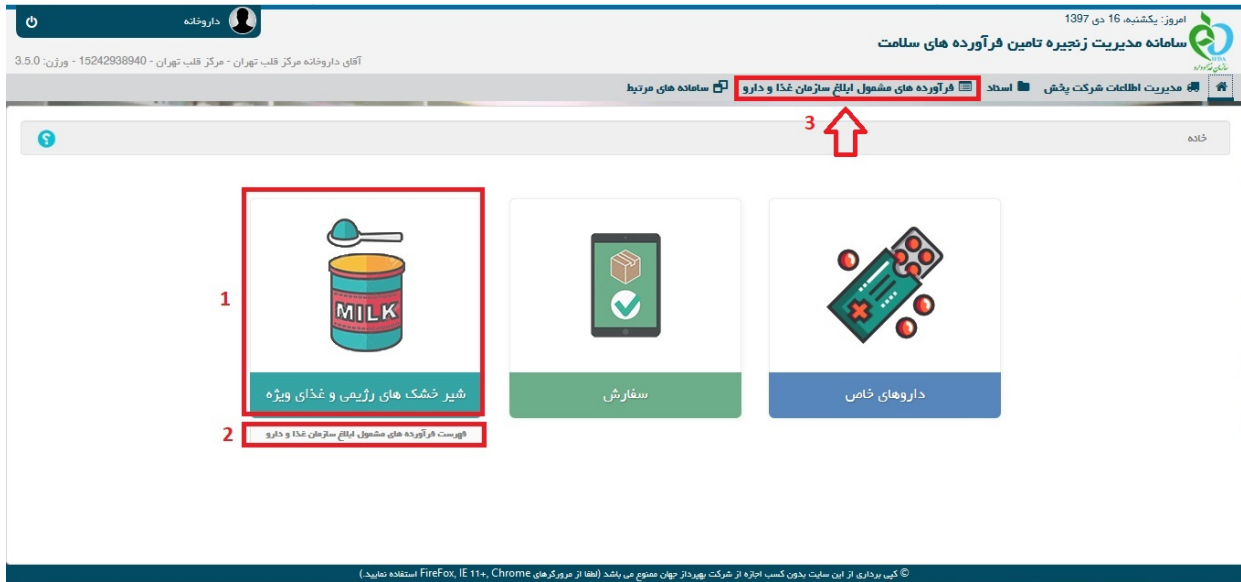 امروز: یکشنبه، 16 دی 1397
سامانه مدیریت زنجیره تامین فرآورده های سلامت
داروخانه
آقای داروخانه مرکز قلب تهران - مرکز قلب تهران - 15242938940 - ورژن: 3.5.0
مدیریت اطلاعات شرکت پخش اسناد فرآورده های مشمول ابلاغ سازمان غذا و دارو سامانه های مرتبط
3
خانه
1
MILK
داروهای خاص
سفارش
شیر خشک های رژیمی و غذای ویژه
2
فهرست فرآورده های مشمول ابلاغ سازمان غذا و دارو
© کپی برداری از این سایت بدون کسب اجازه از شرکت بهپرداز جهان ممنوع می باشد (لطفا از مرورگرهای FireFox, IE 11+, Chrome استفاده نمایید.)